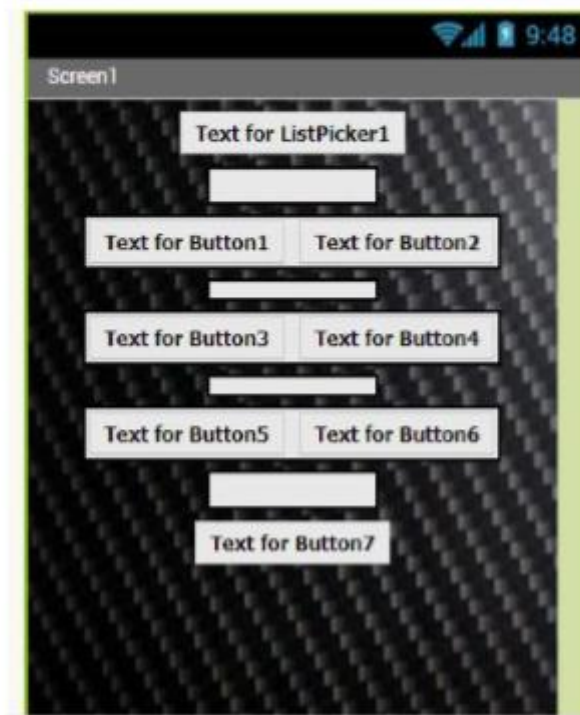 9:48
Screen1
Text for ListPicker1
Text for Button1 Text for Button2
Text for Button3 Text for Button4
Text for Button5 Text for Button6
Text for Button7